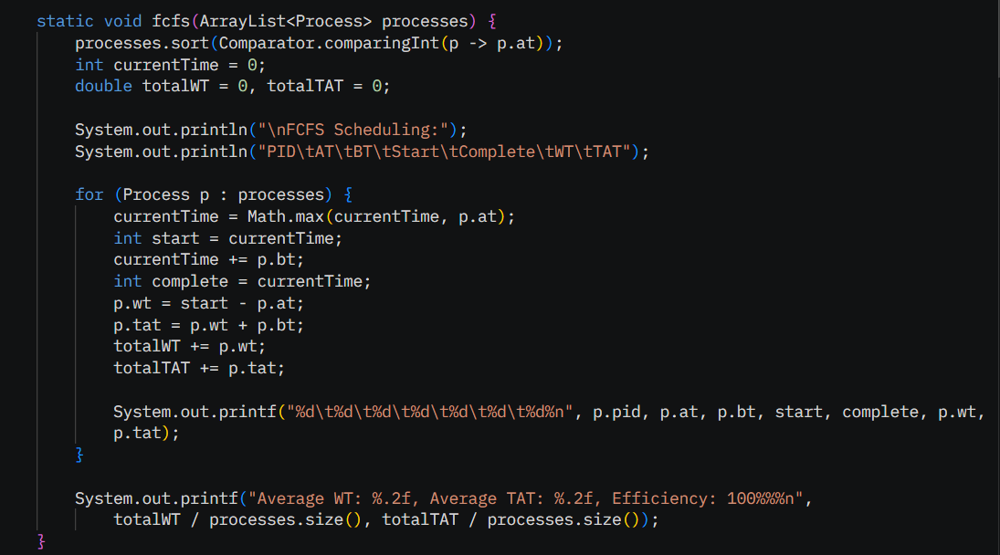 static void fcfs(ArrayList<Process> processes) {
    processes.sort(Comparator.comparingInt(p -> p.at));
    int currentTime = 0;
    double totalWT = 0, totalTAT = 0;

    System.out.println("\nFCFS Scheduling:");
    System.out.println("PID\tAT\tBT\tStart\tComplete\tWT\tTAT");

    for (Process p : processes) {
        currentTime = Math.max(currentTime, p.at);
        int start = currentTime;
        currentTime += p.bt;
        int complete = currentTime;
        p.wt = start - p.at;
        p.tat = p.wt + p.bt;
        totalWT += p.wt;
        totalTAT += p.tat;

        System.out.printf("%d\t%d\t%d\t%d\t%d\t%d\t%d%n", p.pid, p.at, p.bt, start, complete, p.wt,
        p.tat);
    }

    System.out.printf("Average WT: %.2f, Average TAT: %.2f, Efficiency: 100%%%n",
        totalWT / processes.size(), totalTAT / processes.size());
}